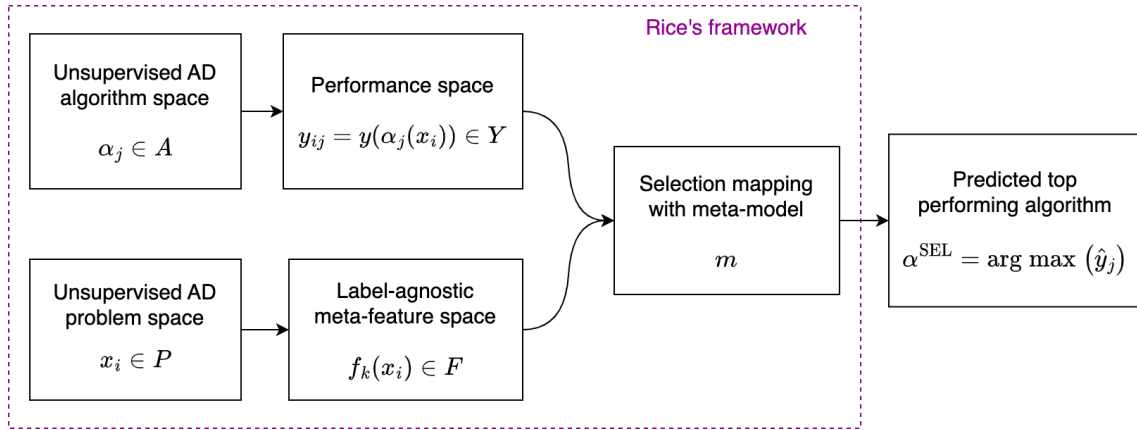 Rice's framework
Unsupervised AD
algorithm space
αⱼ ∈ A
Performance space
yᵢⱼ = y(αⱼ(xᵢ)) ∈ Y
Unsupervised AD
problem space
xᵢ ∈ P
Label-agnostic
meta-feature space
fₖ(xᵢ) ∈ F
Selection mapping
with meta-model
m
Predicted top
performing algorithm
α^SEL = arg max (ŷⱼ)